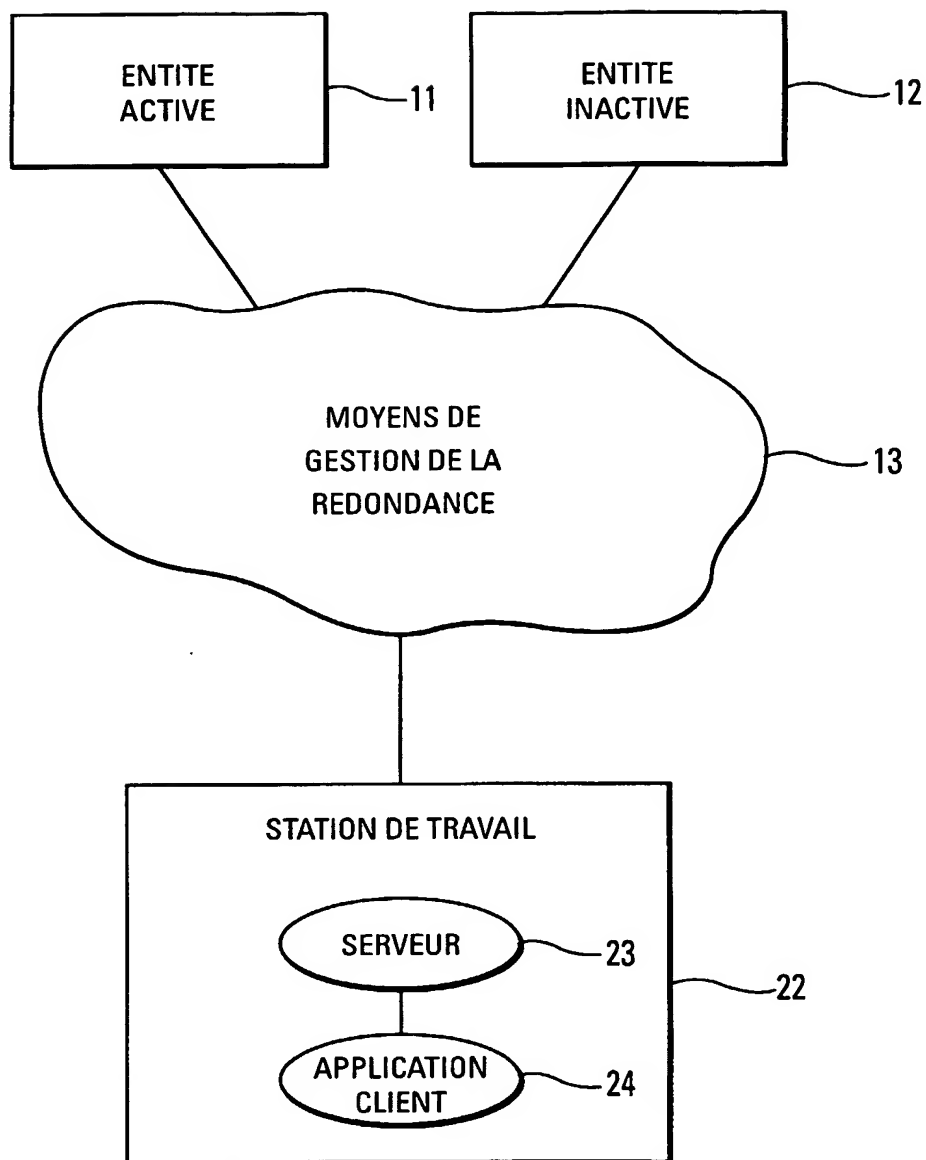 ENTITE
ACTIVE
11
ENTITE
INACTIVE
12
MOYENS DE
GESTION DE LA
REDONDANCE
13
STATION DE TRAVAIL
SERVEUR
23
22
APPLICATION
CLIENT
24